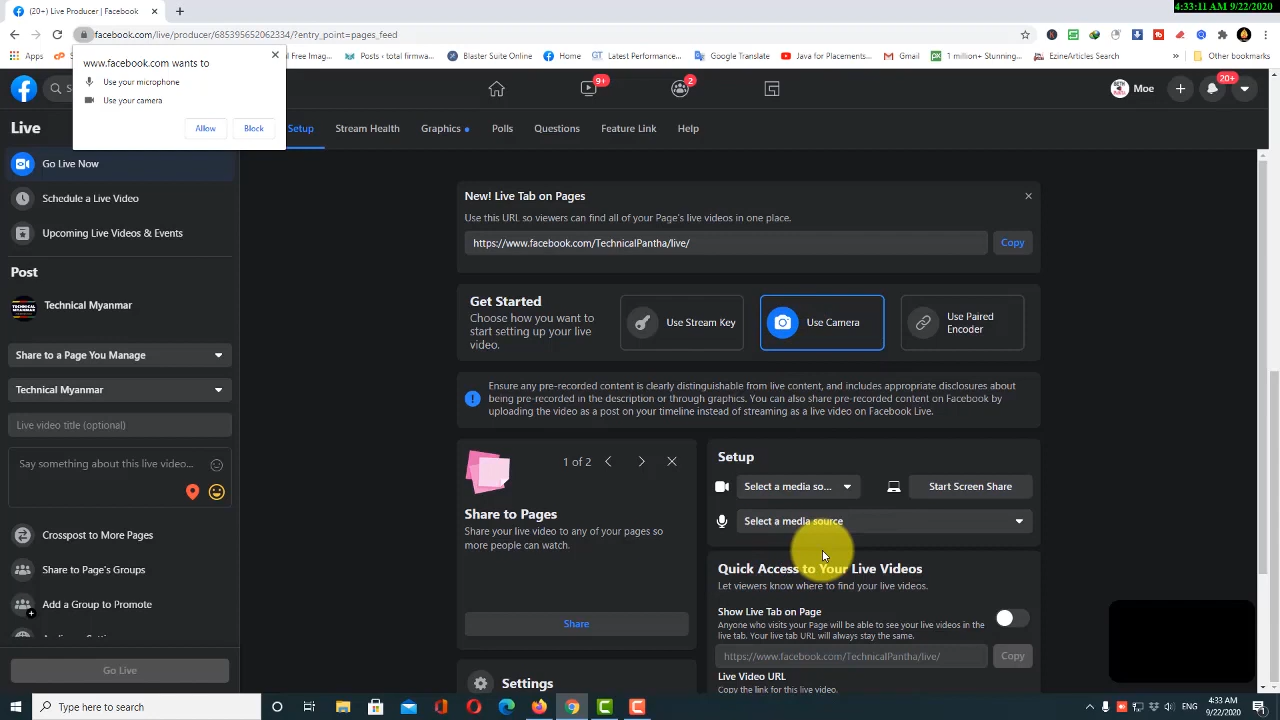 4:33:11 AM 9/22/2020
(20+) Live Producer | Facebook
facebook.com/live/producer/685395652062334/?entry_point=pages_feed
Apps
Free Imag...
Posts ‹ total firmwar...
Blaster Suite Online
Home
Latest News
Google Translate
Java for Places...
Gmail
1 million+ Stunning...
EzineArticles Search
Other bookmarks
www.facebook.com wants to
Use your microphone
Use your camera
Allow
Block
9+
2
Moe
20+
Live
Setup
Stream Health
Graphics
Polls
Questions
Feature Link
Help
Go Live Now
Schedule a Live Video
Upcoming Live Videos & Events
Post
Technical Myanmar
Share to a Page You Manage
Technical Myanmar
Live video title (optional)
Say something about this live video...
Crosspost to More Pages
Share to Page's Groups
Add a Group to Promote
Go Live
New! Live Tab on Pages
Use this URL so viewers can find all of your Page's live videos in one place.
https://www.facebook.com/TechnicalPantha/live/
Copy
Get Started
Choose how you want to
start setting up your live
video.
Use Stream Key
Use Camera
Use Paired
Encoder
Ensure any pre-recorded content is clearly distinguishable from live content, and includes appropriate disclosures about
being pre-recorded in the description or through graphics. You can also share pre-recorded content on Facebook by
uploading the video as a post on your timeline instead of streaming as a live video on Facebook Live.
1 of 2
Share to Pages
Share your live video to any of your pages so
more people can watch.
Share
Settings
Setup
Select a media so...
Start Screen Share
Select a media source
Quick Access to Your Live Videos
Let viewers know where to find your live videos.
Show Live Tab on Page
Anyone who visits your Page will be able to see your live videos in the
live tab. Your live tab URL will always stay the same.
https://www.facebook.com/TechnicalPantha/live/
Copy
Live Video URL
Copy the link for this live video.
Type here to search
ENG
4:33 AM
9/22/2020